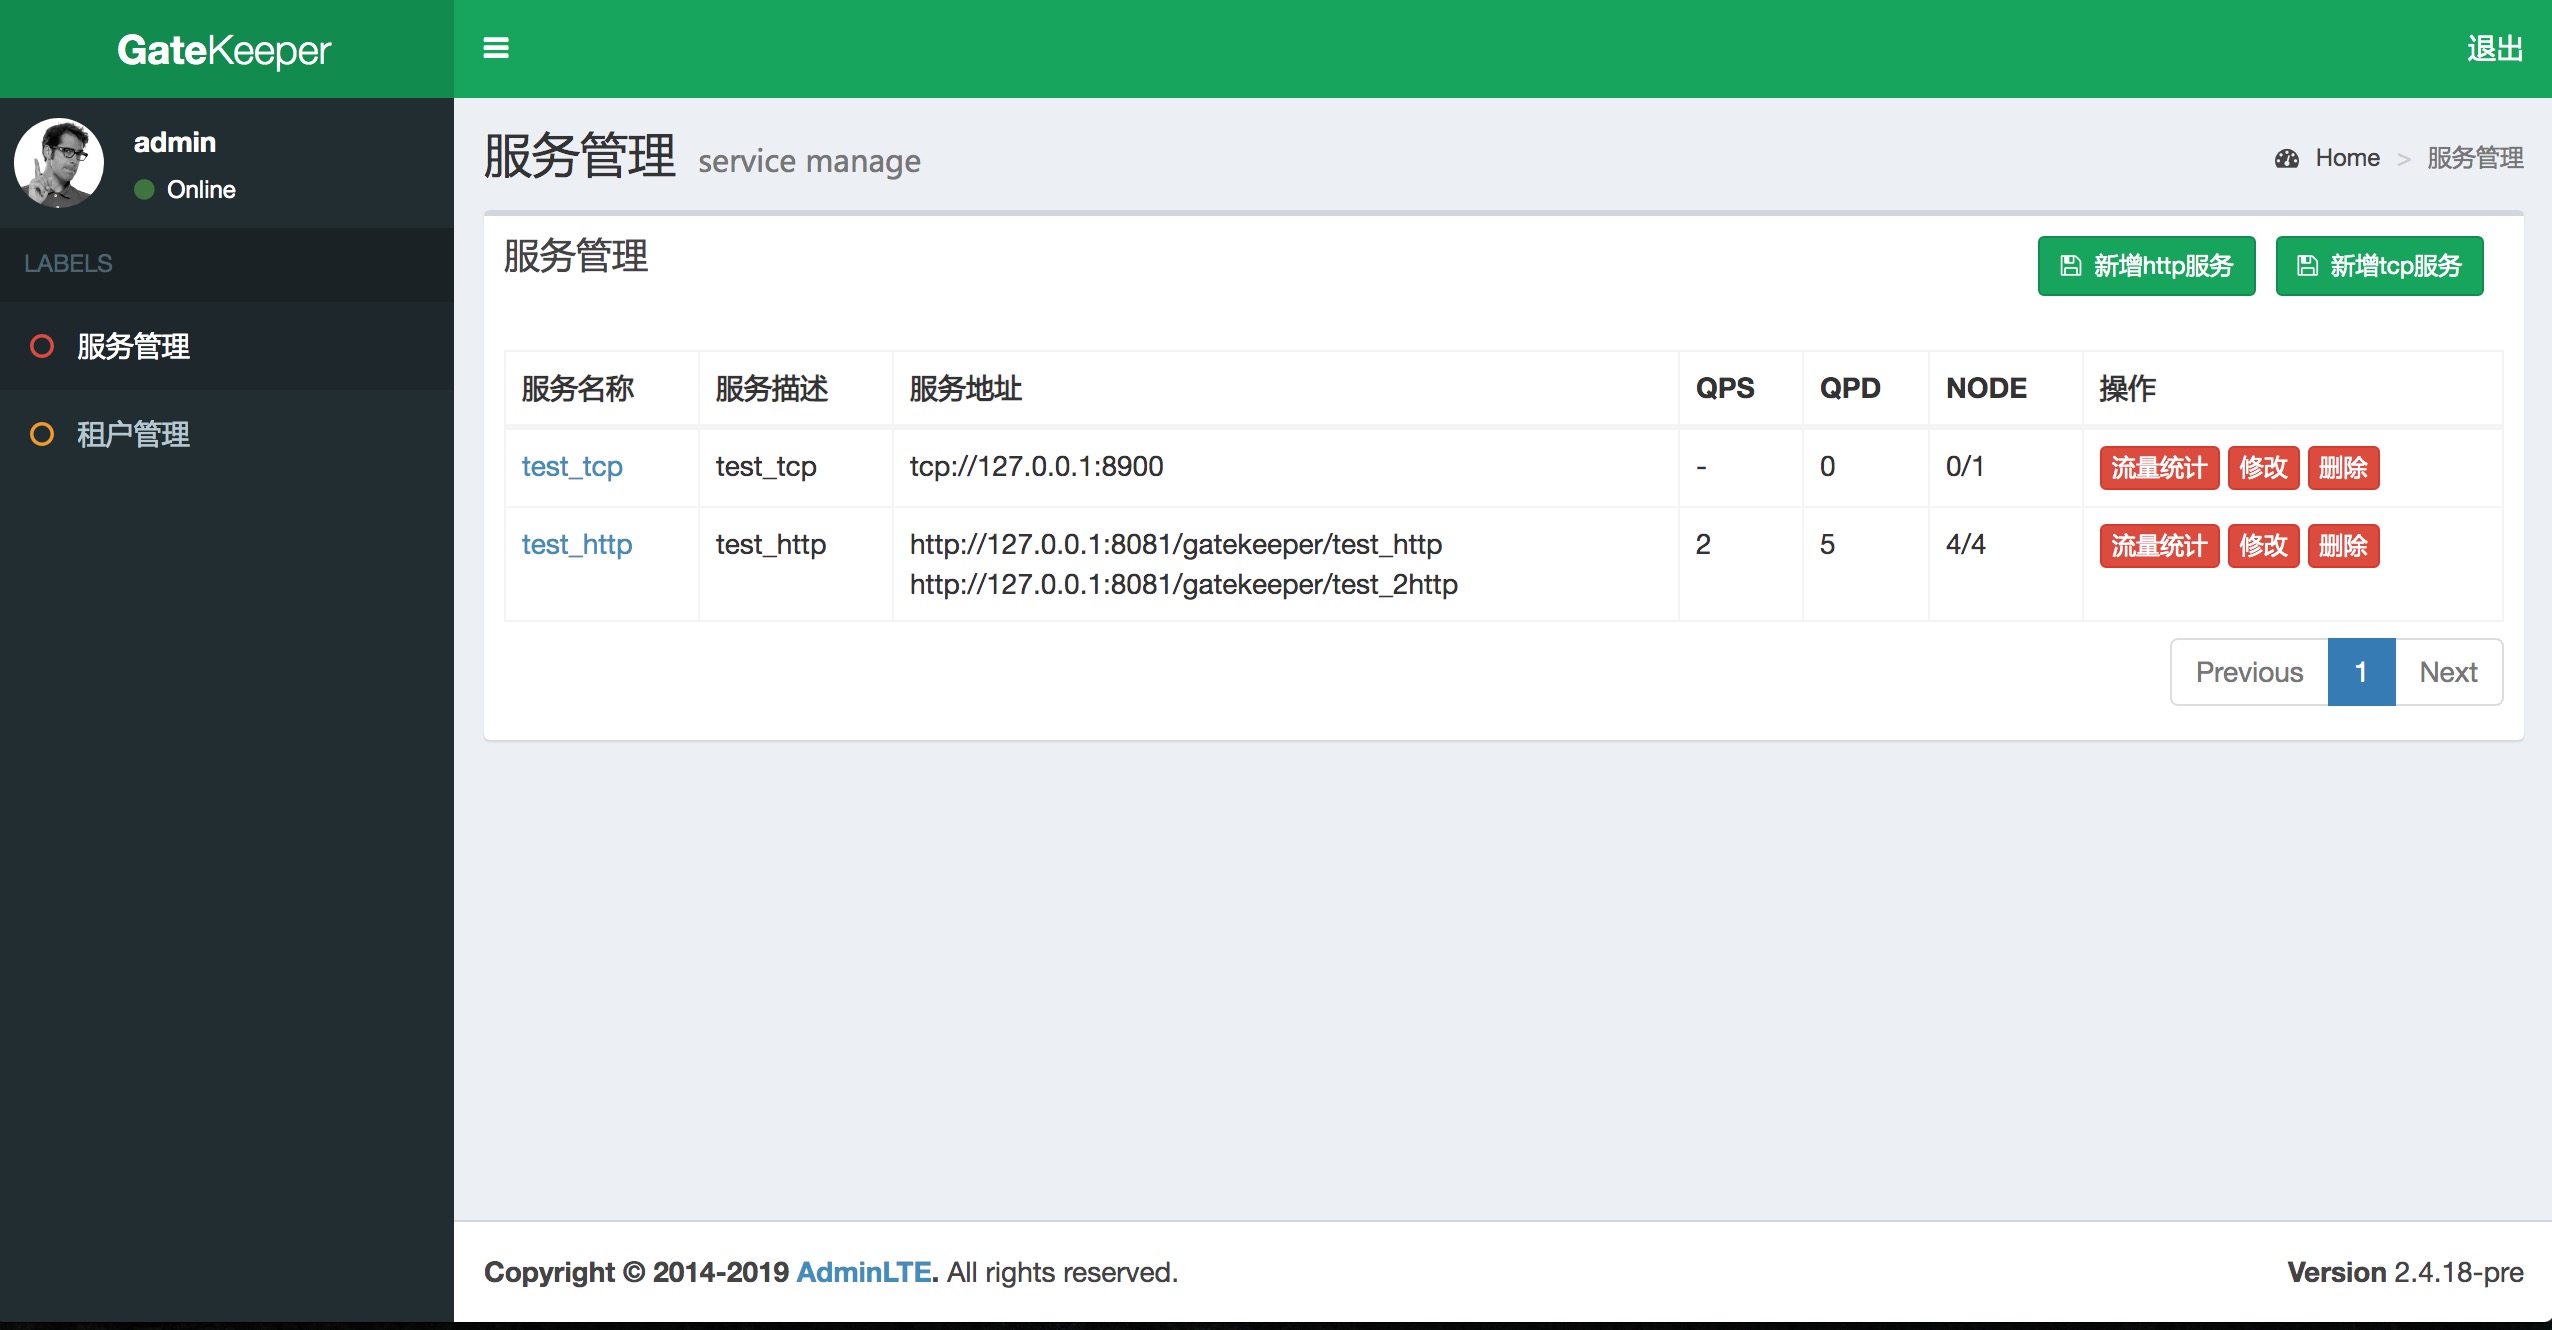 GateKeeper
退出
admin
Online
LABELS
服务管理
租户管理
服务管理 service manage
Home > 服务管理
服务管理
新增http服务 新增tcp服务
服务名称 服务描述 服务地址 QPS QPD NODE 操作
test_tcp test_tcp tcp://127.0.0.1:8900 - 0 0/1 流量统计 修改 删除
test_http test_http http://127.0.0.1:8081/gatekeeper/test_http 2 5 4/4 流量统计 修改 删除
http://127.0.0.1:8081/gatekeeper/test_2http
Previous 1 Next
Copyright © 2014-2019 AdminLTE. All rights reserved.
Version 2.4.18-pre